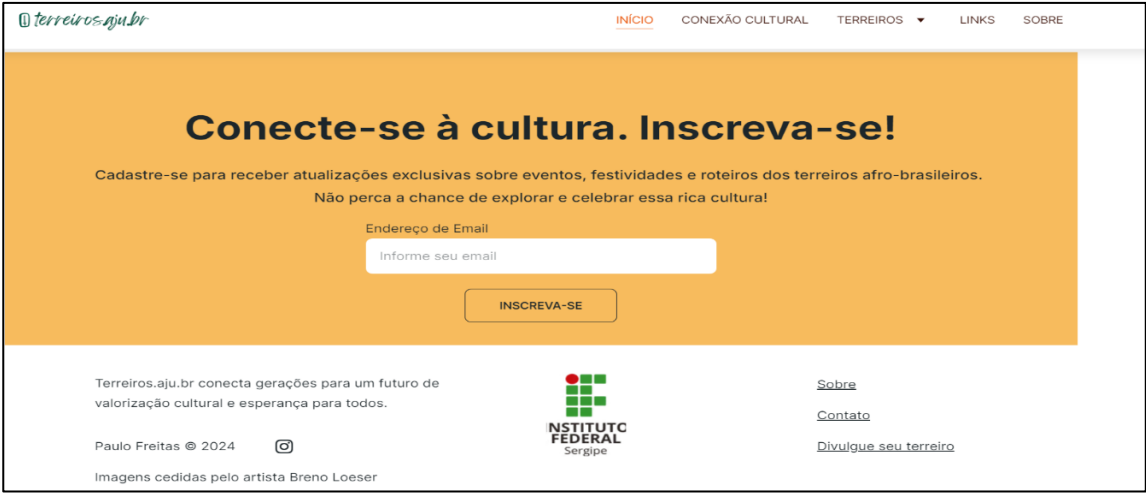 terreiros.aju.br
INÍCIO CONEXÃO CULTURAL TERREIROS LINKS SOBRE
Conecte-se à cultura. Inscreva-se!
Cadastre-se para receber atualizações exclusivas sobre eventos, festividades e roteiros dos terreiros afro-brasileiros.
Não perca a chance de explorar e celebrar essa rica cultura!
Endereço de Email
Informe seu email
INSCREVA-SE
Terreiros.aju.br conecta gerações para um futuro de
valorização cultural e esperança para todos.
Paulo Freitas © 2024
Imagens cedidas pelo artista Breno Loeser
INSTITUTO
FEDERAL
Sergipe
Sobre
Contato
Divulgue seu terreiro